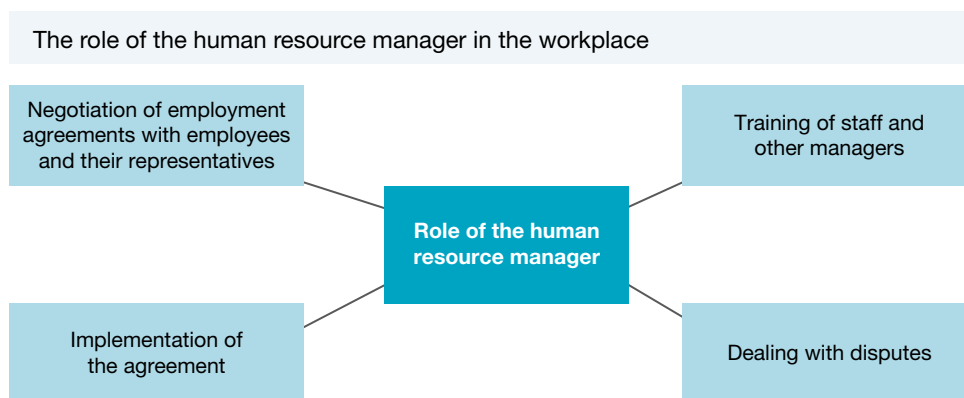 The role of the human resource manager in the workplace
Negotiation of employment
agreements with employees
and their representatives
Training of staff and
other managers
Role of the human
resource manager
Implementation of
the agreement
Dealing with disputes